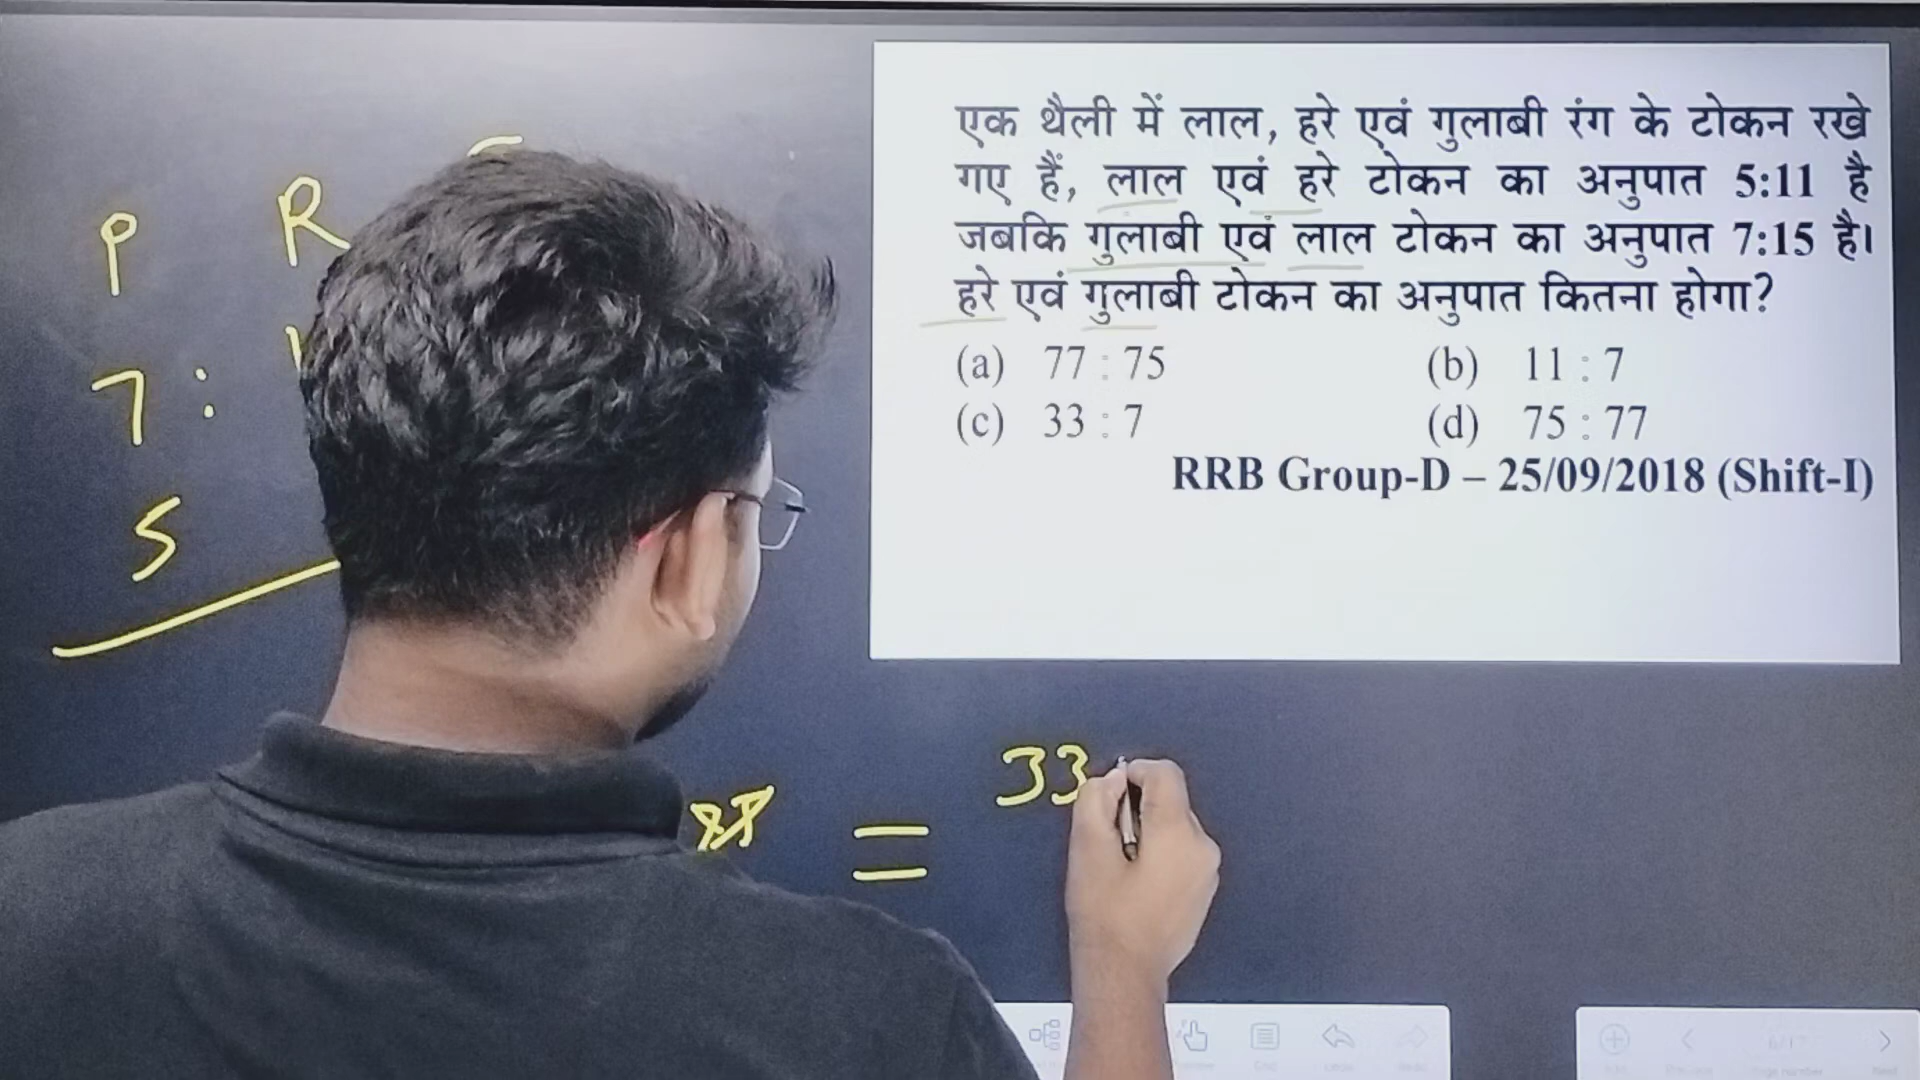 एक थैली में लाल, हरे एवं गुलाबी रंग के टोकन रखे
गए हैं, लाल एवं हरे टोकन का अनुपात 5:11 है
जबकि गुलाबी एवं लाल टोकन का अनुपात 7:15 है।
हरे एवं गुलाबी टोकन का अनुपात कितना होगा?
(a) 77 : 75 (b) 11 : 7
(c) 33 : 7 (d) 75 : 77
RRB Group-D – 25/09/2018 (Shift-I)
P R
7 :
5
= 33